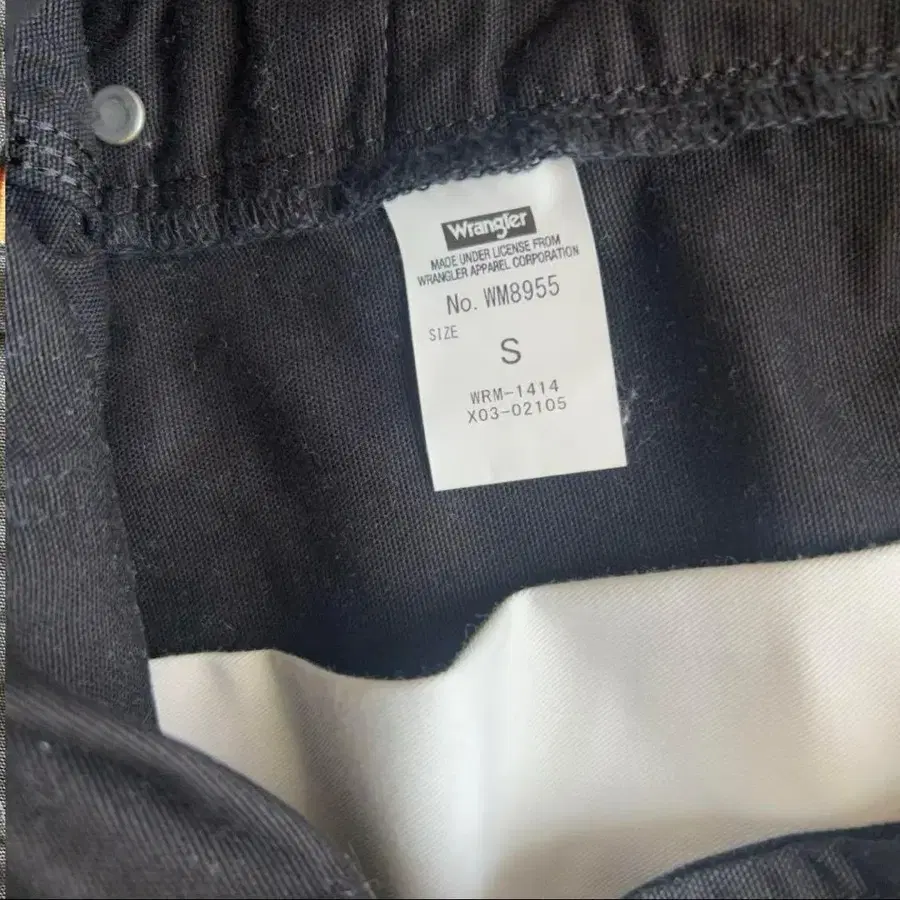 Wrangler
MADE UNDER LICENSE FROM
WRANGLER APPAREL CORPORATION
No. WM8955
SIZE
S
WRM-1414
X03-02105